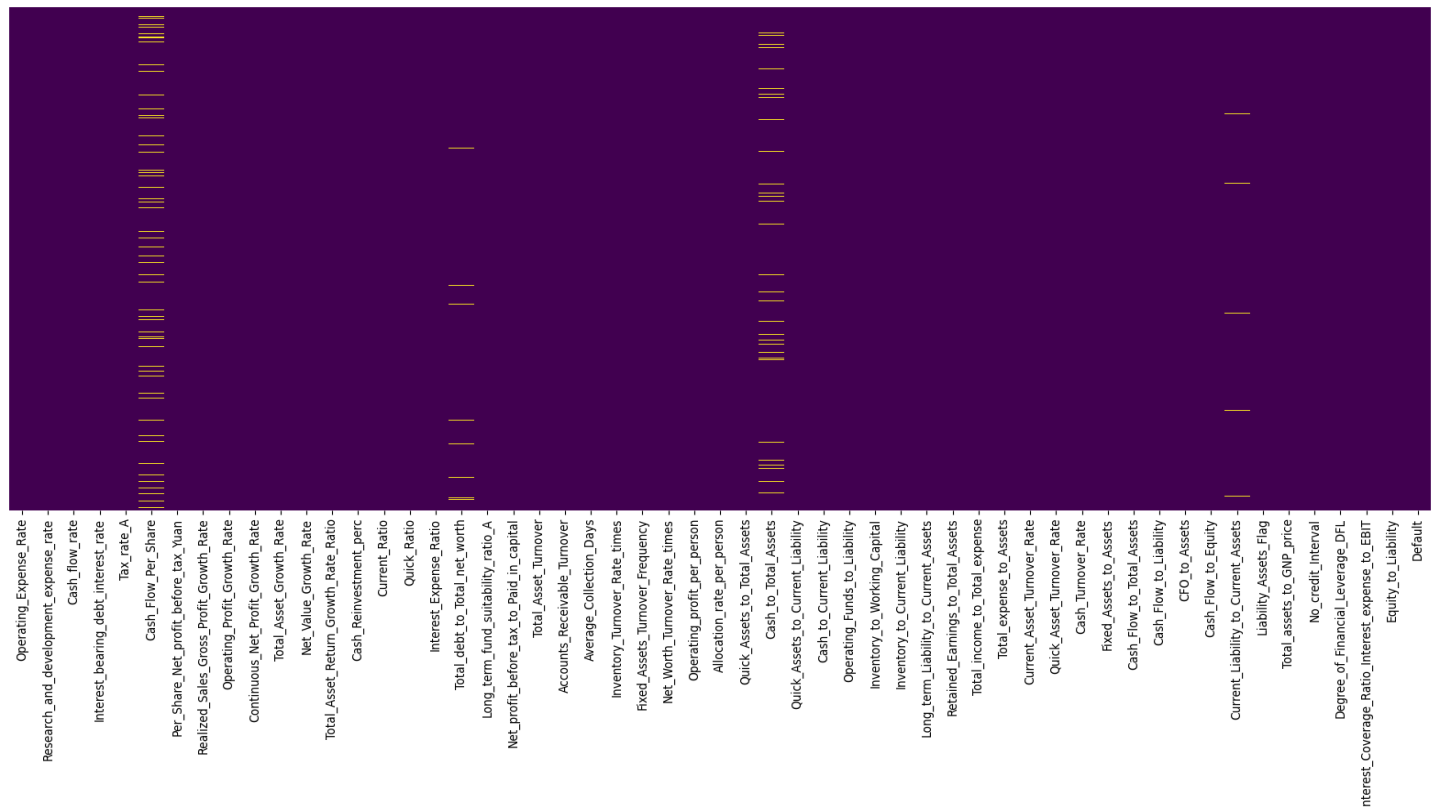 Operating_Expense_Rate
Research_and_development_expense_rate
Cash_flow_rate
Interest_bearing_debt_interest_rate
Tax_rate_A
Cash_Flow_Per_Share
Per_Share_Net_profit_before_tax_Yuan
Realized_Sales_Gross_Profit_Growth_Rate
Operating_Profit_Growth_Rate
Continuous_Net_Profit_Growth_Rate
Total_Asset_Growth_Rate
Net_Value_Growth_Rate
Total_Asset_Return_Growth_Rate_Ratio
Cash_Reinvestment_perc
Current_Ratio
Quick_Ratio
Interest_Expense_Ratio
Total_debt_to_Total_net_worth
Long_term_fund_suitability_ratio_A
Net_profit_before_tax_to_Paid_in_capital
Total_Asset_Turnover
Accounts_Receivable_Turnover
Average_Collection_Days
Inventory_Turnover_Rate_times
Fixed_Assets_Turnover_Frequency
Net_Worth_Turnover_Rate_times
Operating_profit_per_person
Allocation_rate_per_person
Quick_Assets_to_Total_Assets
Cash_to_Total_Assets
Quick_Assets_to_Current_Liability
Cash_to_Current_Liability
Operating_Funds_to_Liability
Inventory_to_Working_Capital
Inventory_to_Current_Liability
Long_term_Liability_to_Current_Assets
Retained_Earnings_to_Total_Assets
Total_income_to_Total_expense
Total_expense_to_Assets
Current_Asset_Turnover_Rate
Quick_Asset_Turnover_Rate
Cash_Turnover_Rate
Fixed_Assets_to_Assets
Cash_Flow_to_Total_Assets
Cash_Flow_to_Liability
CFO_to_Assets
Cash_Flow_to_Equity
Current_Liability_to_Current_Assets
Liability_Assets_Flag
Total_assets_to_GNP_price
No_credit_Interval
Degree_of_Financial_Leverage_DFL
nterest_Coverage_Ratio_Interest_expense_to_EBIT
Equity_to_Liability
Default